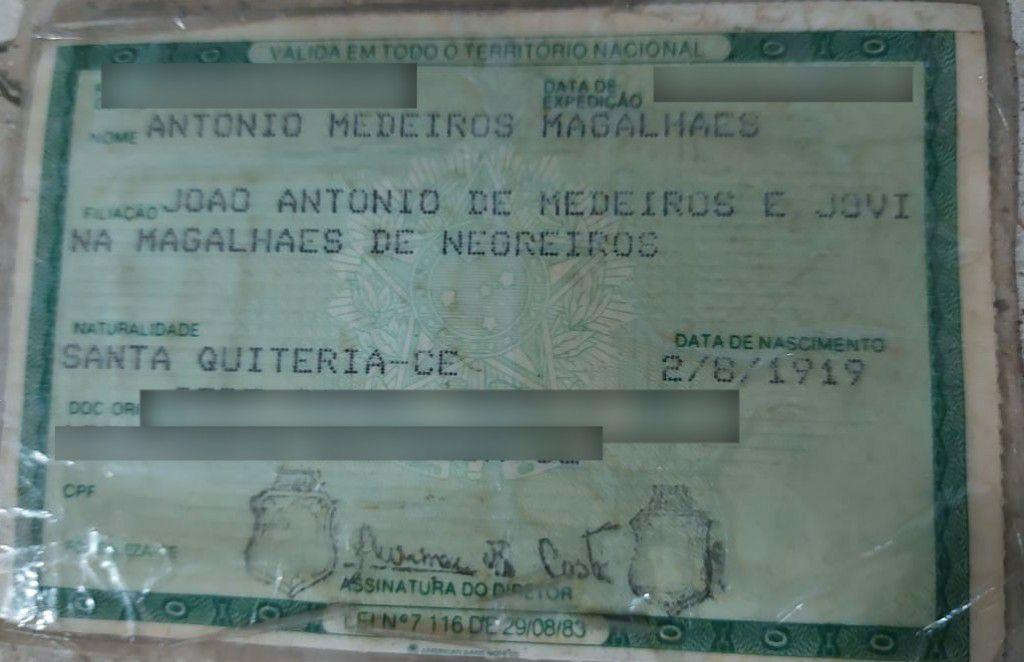 VALIDA EM TODO O TERRITÓRIO NACIONAL
DATA DE
EXPEDIÇÃO
NOME ANTONIO MEDEIROS MAGALHAES
FILIAÇÃO JOAO ANTONIO DE MEDEIROS E JOVI
NA MAGALHAES DE NEGREIROS
NATURALIDADE DATA DE NASCIMENTO
SANTA QUITERIA-CE 2/8/1919
DOC
CPF
Costa
ASSINATURA DO DIRETOR
LEI Nº 7.116 DE 29/08/83